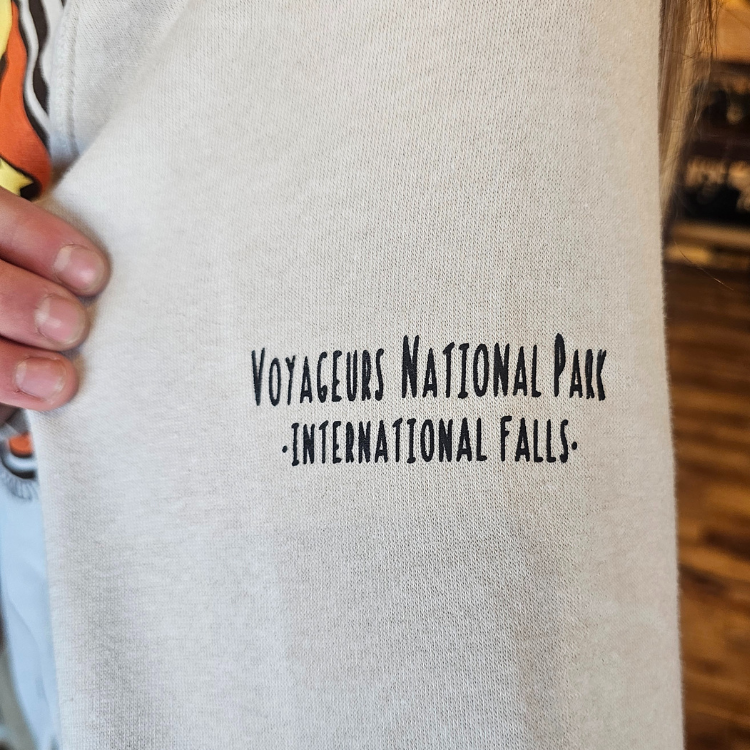 Voyageurs National Park
·International Falls·